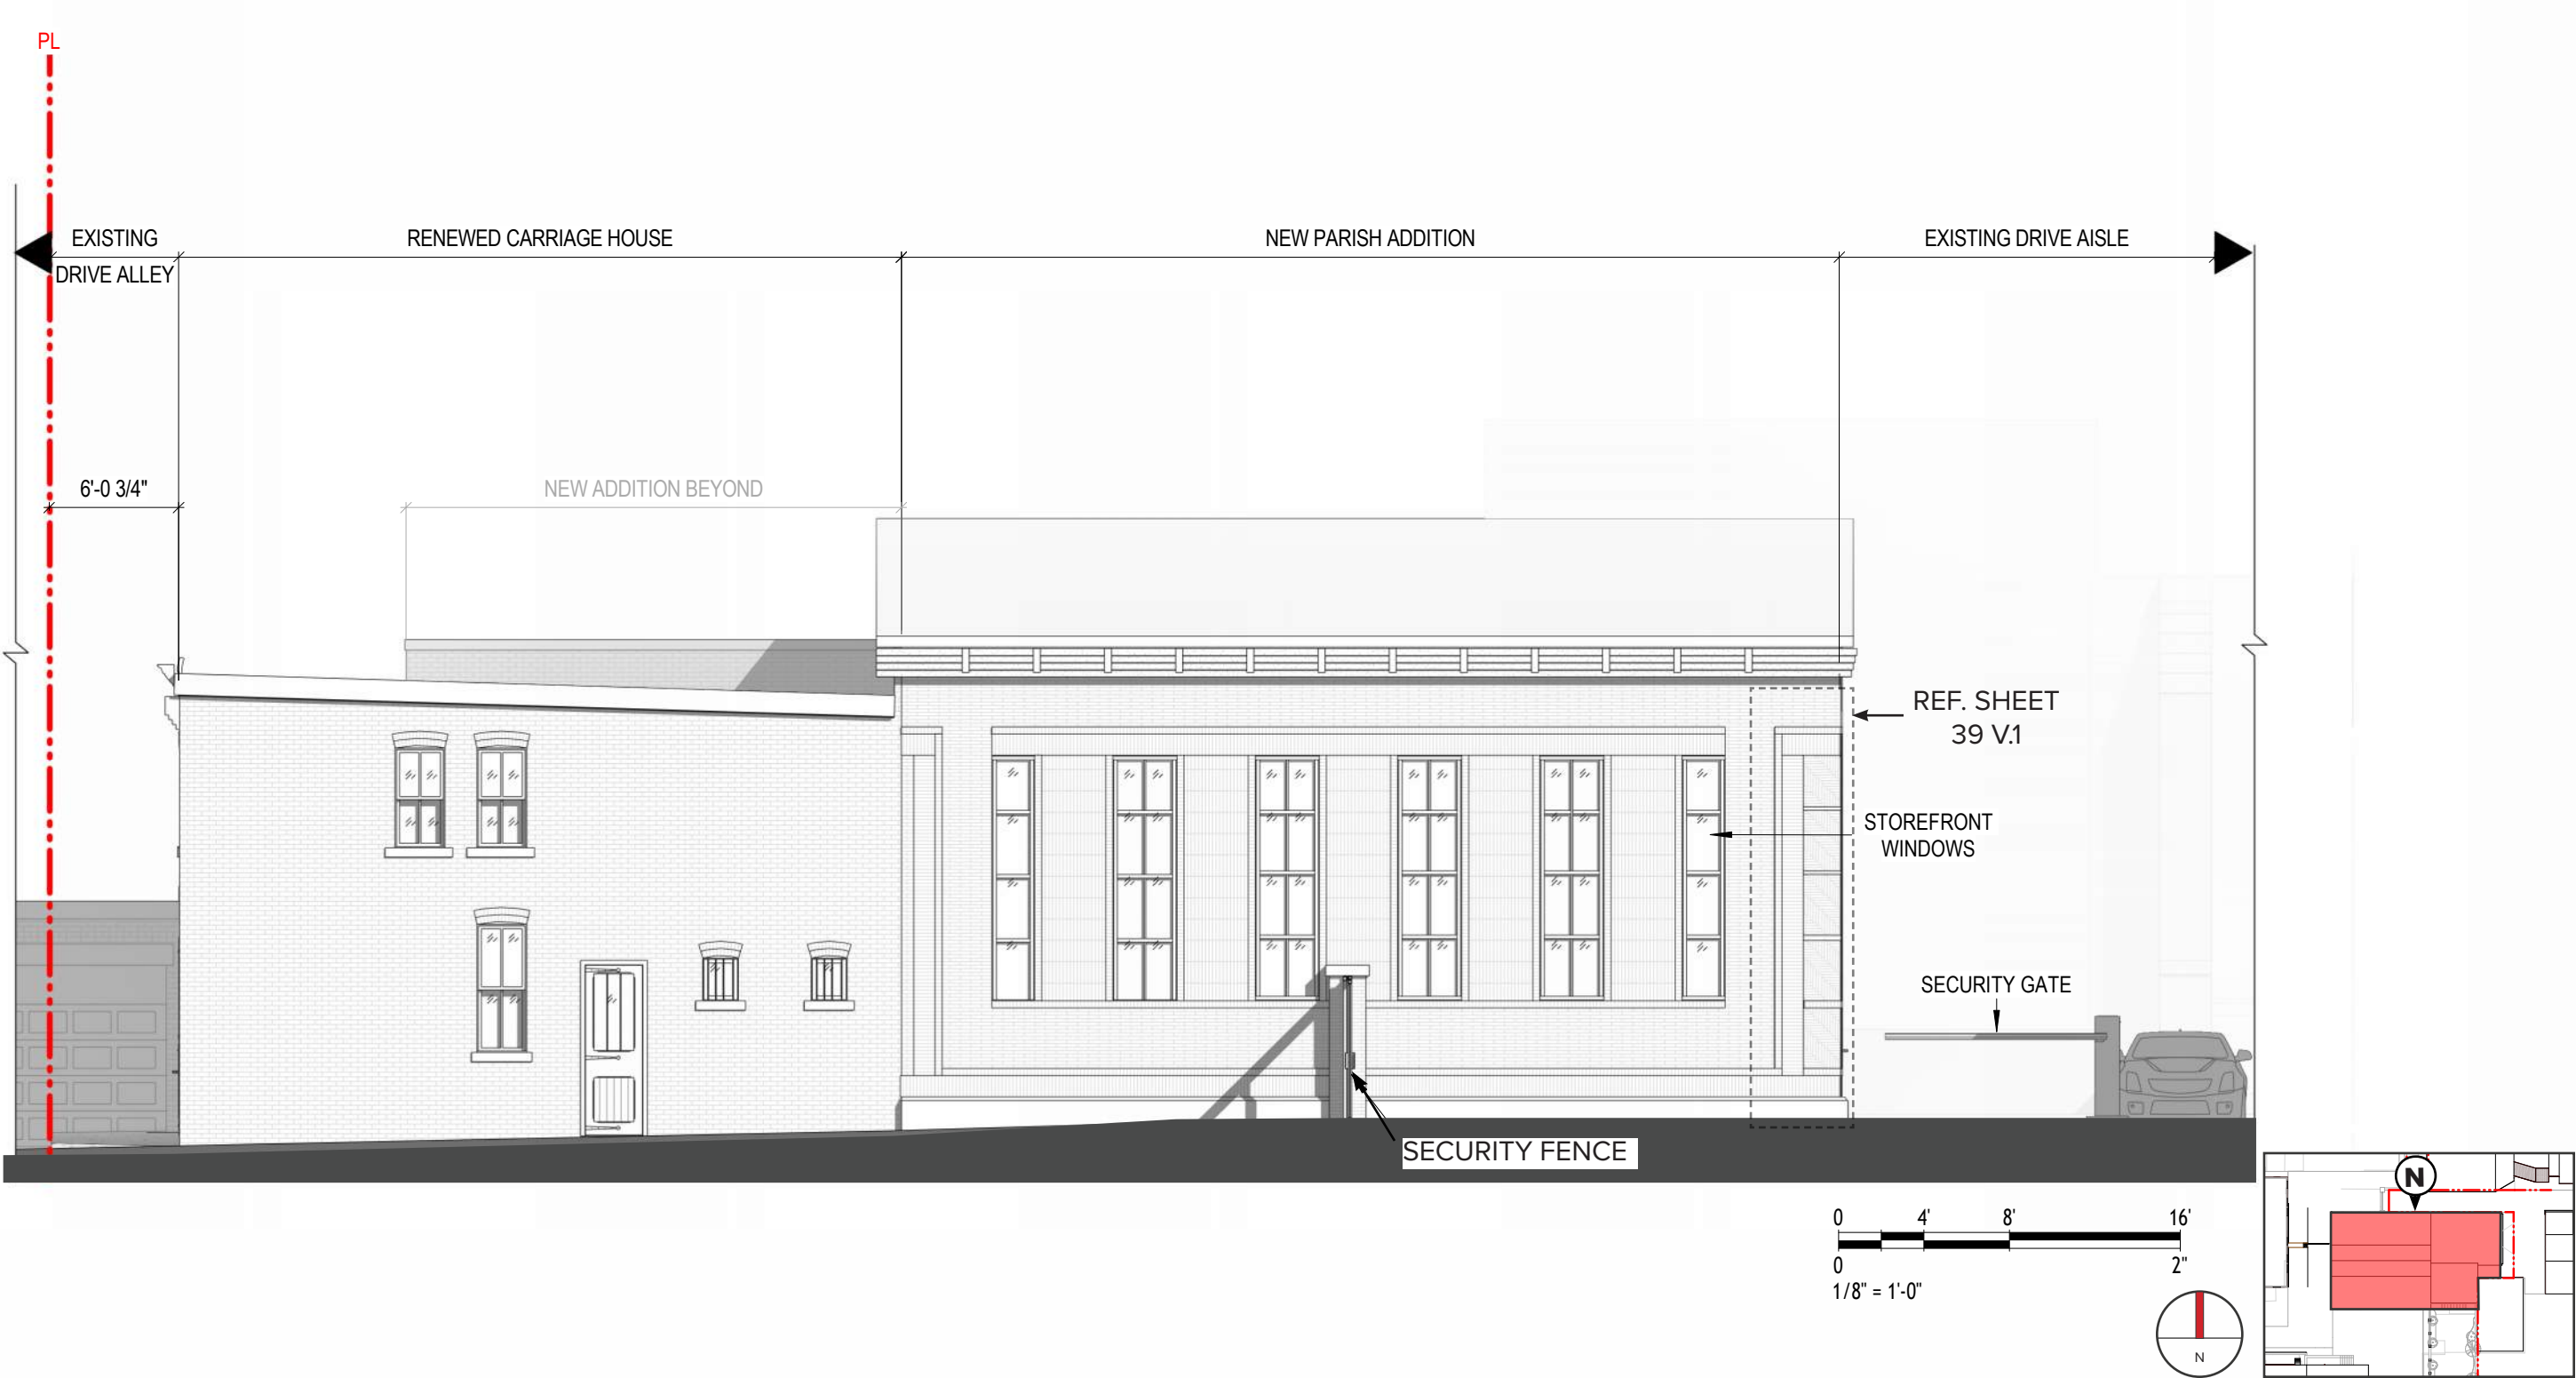 PL
EXISTING
DRIVE ALLEY
RENEWED CARRIAGE HOUSE
NEW PARISH ADDITION
EXISTING DRIVE AISLE
6'-0 3/4"
NEW ADDITION BEYOND
REF. SHEET
39 V.1
STOREFRONT
WINDOWS
SECURITY GATE
SECURITY FENCE
0 4' 8' 16'
0 2"
1/8" = 1'-0"
N
N